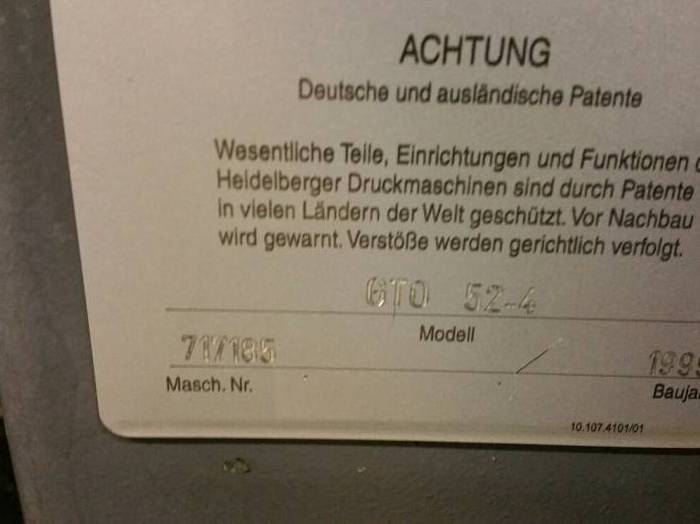 ACHTUNG
Deutsche und ausländische Patente
Wesentliche Teile, Einrichtungen und Funktionen
Heidelberger Druckmaschinen sind durch Patente
in vielen Ländern der Welt geschützt. Vor Nachbau
wird gewarnt. Verstöße werden gerichtlich verfolgt.
GTO 52-4
Modell
717185
Masch. Nr.
10.107.4101/01